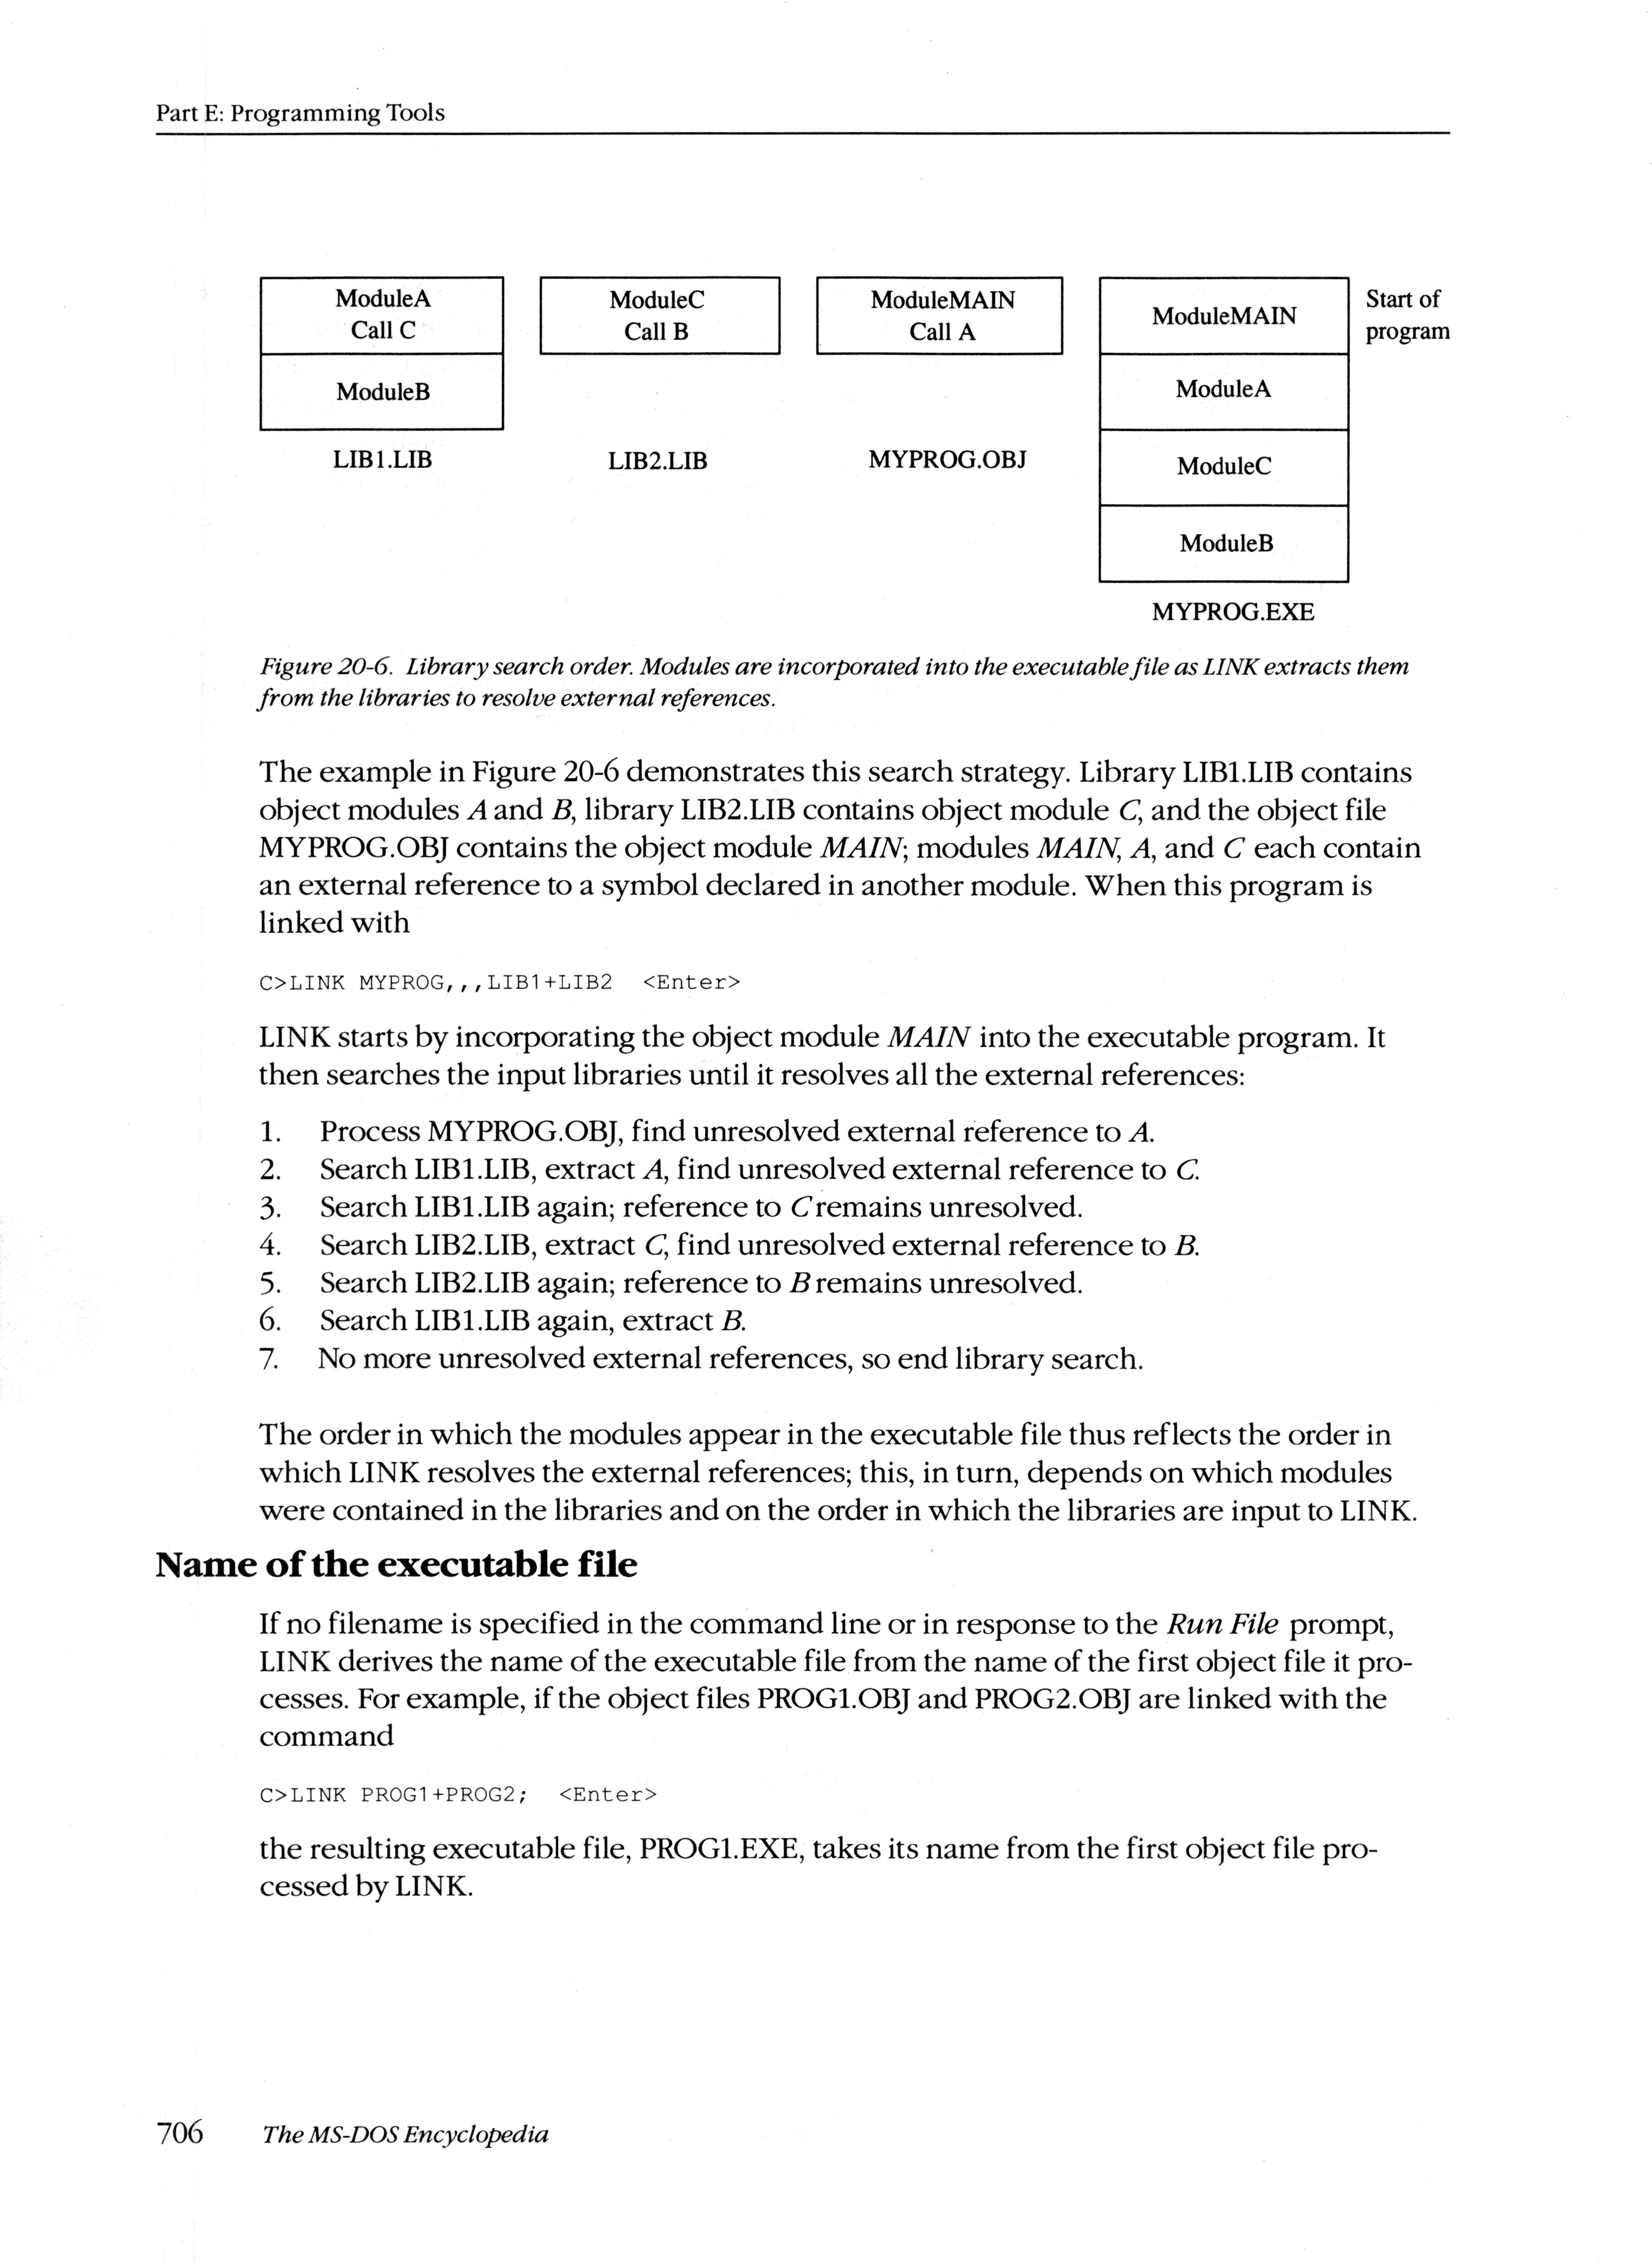 Part E: Programming Tools
ModuleA
Call C
ModuleB
LIB1.LIB
ModuleC
Call B
LIB2.LIB
ModuleMAIN
Call A
MYPROG.OBJ
ModuleMAIN
ModuleA
ModuleC
ModuleB
MYPROG.EXE
Start of
program
Figure 20-6. Library search order. Modules are incorporated into the executable file as LINK extracts them
from the libraries to resolve external references.
The example in Figure 20-6 demonstrates this search strategy. Library LIB1.LIB contains
object modules A and B, library LIB2.LIB contains object module C, and the object file
MYPROG.OBJ contains the object module MAIN; modules MAIN, A, and C each contain
an external reference to a symbol declared in another module. When this program is
linked with
C>LINK MYPROG,,,LIB1+LIB2 <Enter>
LINK starts by incorporating the object module MAIN into the executable program. It
then searches the input libraries until it resolves all the external references:
1. Process MYPROG.OBJ, find unresolved external reference to A.
2. Search LIB1.LIB, extract A, find unresolved external reference to C.
3. Search LIB1.LIB again; reference to C remains unresolved.
4. Search LIB2.LIB, extract C, find unresolved external reference to B.
5. Search LIB2.LIB again; reference to B remains unresolved.
6. Search LIB1.LIB again, extract B.
7. No more unresolved external references, so end library search.
The order in which the modules appear in the executable file thus reflects the order in
which LINK resolves the external references; this, in turn, depends on which modules
were contained in the libraries and on the order in which the libraries are input to LINK.
Name of the executable file
If no filename is specified in the command line or in response to the Run File prompt,
LINK derives the name of the executable file from the name of the first object file it pro-
cesses. For example, if the object files PROG1.OBJ and PROG2.OBJ are linked with the
command
C>LINK PROG1+PROG2; <Enter>
the resulting executable file, PROG1.EXE, takes its name from the first object file pro-
cessed by LINK.
706 The MS-DOS Encyclopedia